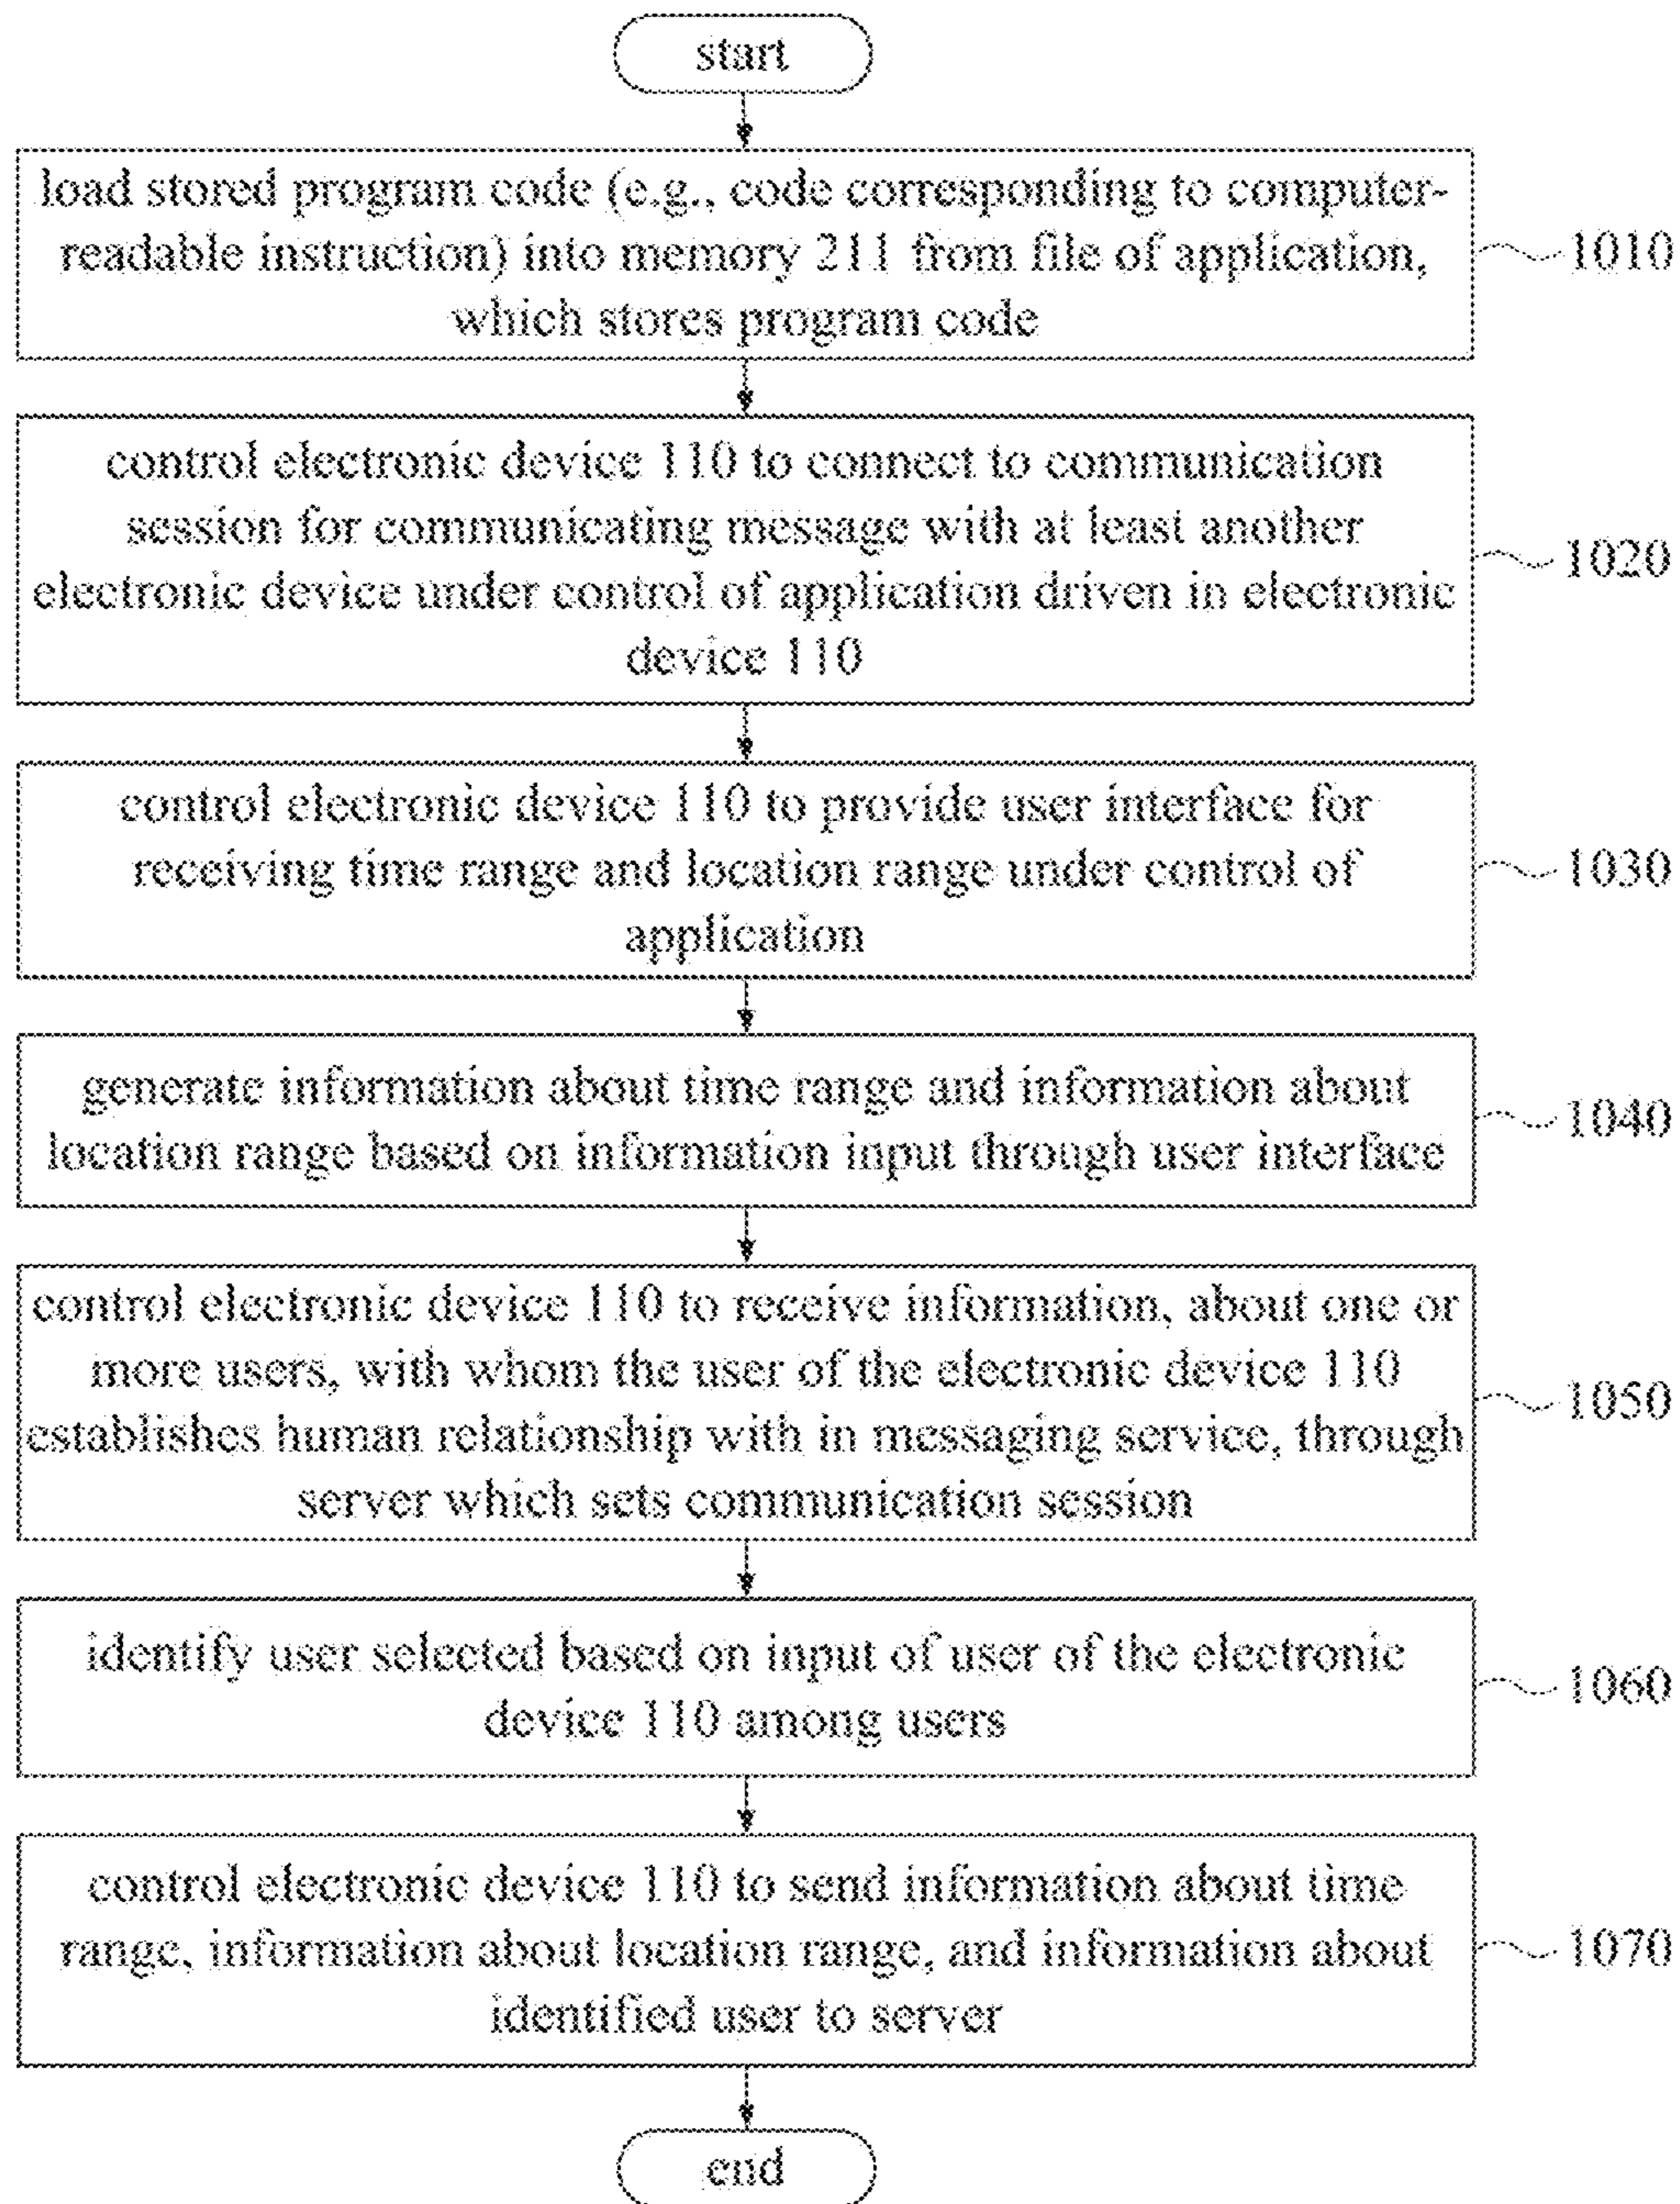 start
load stored program code (e.g., code corresponding to computer-
readable instruction) into memory 211 from file of application,
which stores program code
1010
control electronic device 110 to connect to communication
session for communicating message with at least another
electronic device under control of application driven in electronic
device 110
1020
control electronic device 110 to provide user interface for
receiving time range and location range under control of
application
1030
generate information about time range and information about
location range based on information input through user interface
1040
control electronic device 110 to receive information, about one or
more users, with whom the user of the electronic device 110
establishes human relationship with in messaging service, through
server which sets communication session
1050
identify user selected based on input of user of the electronic
device 110 among users
1060
control electronic device 110 to send information about time
range, information about location range, and information about
identified user to server
1070
end